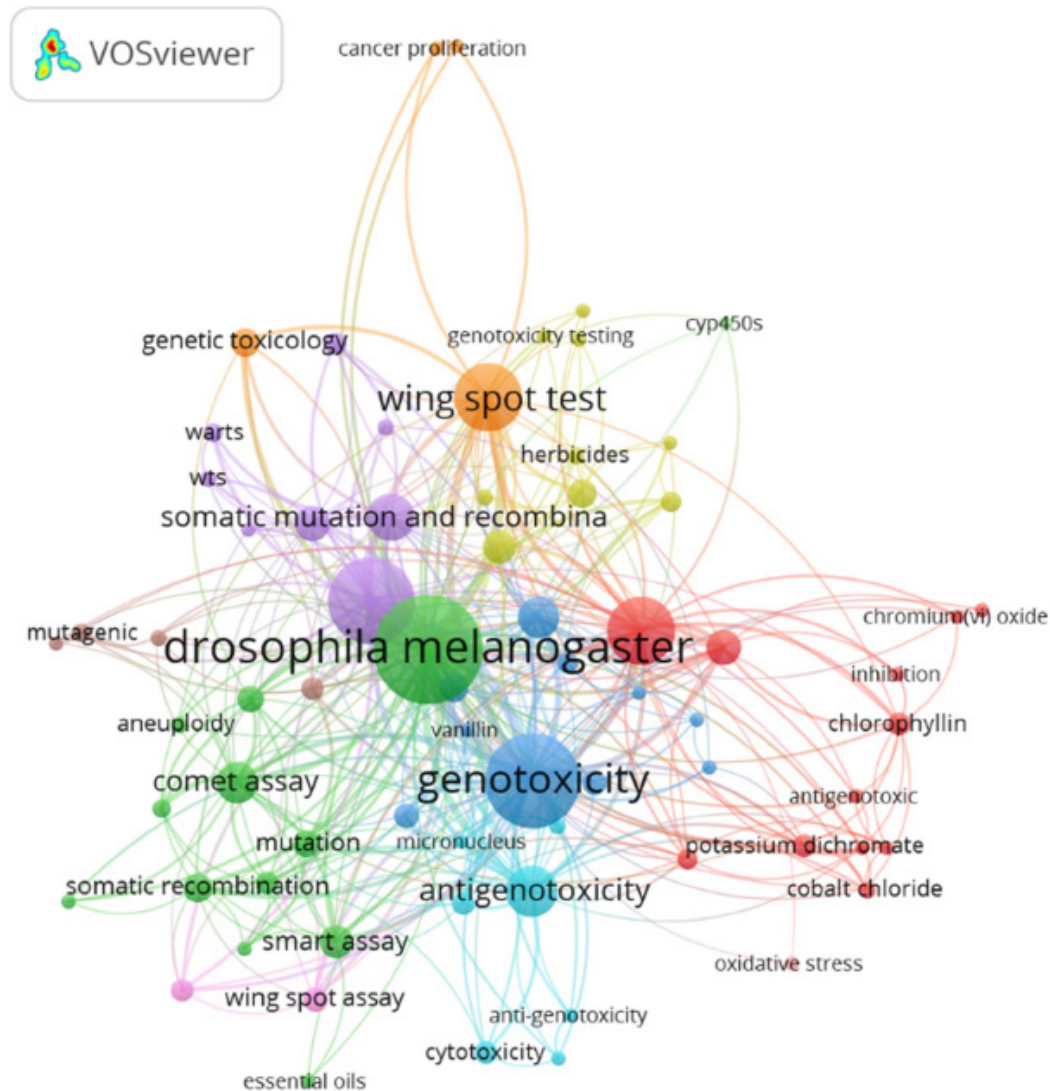 VOSviewer
cancer proliferation
genetic toxicology
genotoxicity testing
cyp450s
wing spot test
warts
herbicides
wts
somatic mutation and recombina
chromium(vi) oxide
mutagenic
drosophila melanogaster
inhibition
aneuploidy
vanillin
chlorophyllin
comet assay
genotoxicity
antigenotoxic
mutation
micronucleus
potassium dichromate
somatic recombination
antigenotoxicity
cobalt chloride
smart assay
oxidative stress
wing spot assay
anti-genotoxicity
cytotoxicity
essential oils